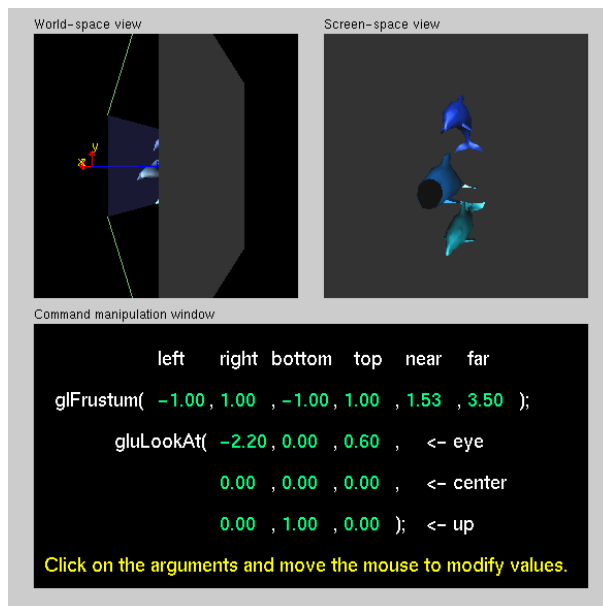 World-space view
Screen-space view
y
Command manipulation window
left right bottom top near far
glFrustum( -1.00 , 1.00 , -1.00 , 1.00 , 1.53 , 3.50 );
gluLookAt( -2.20 , 0.00 , 0.60 , <- eye
0.00 , 0.00 , 0.00 , <- center
0.00 , 1.00 , 0.00 ); <- up
Click on the arguments and move the mouse to modify values.